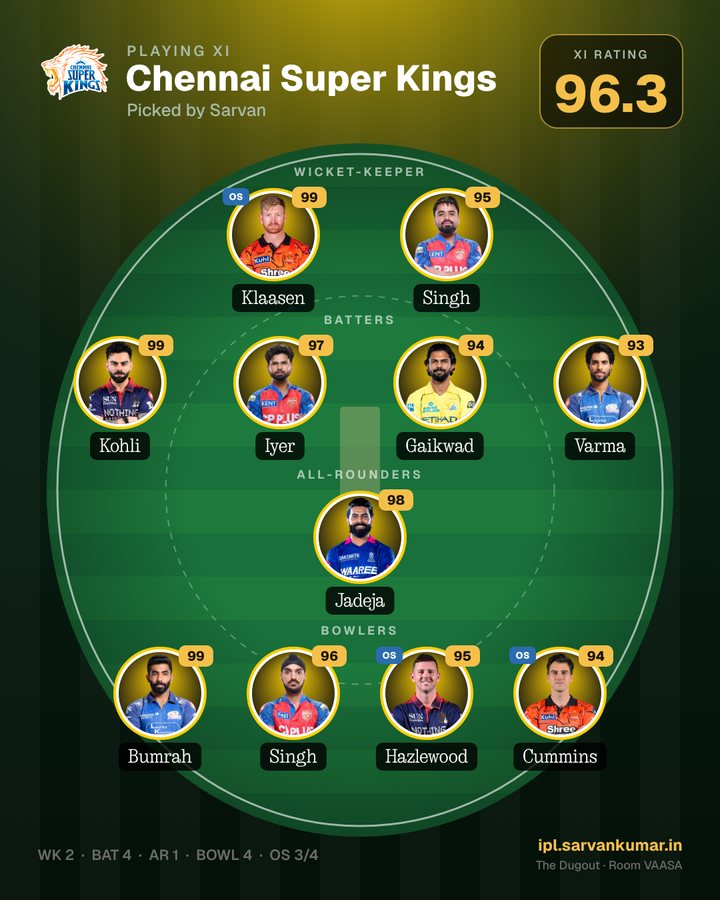 CHENNAI
SUPER
KINGS
PLAYING XI
Chennai Super Kings
Picked by Sarvan
XI RATING
96.3
WICKET-KEEPER
OS 99 95
Klaasen Singh
BATTERS
99 97 94 93
Kohli Iyer Gaikwad Varma
ALL-ROUNDERS
98
Jadeja
BOWLERS
99 96 OS 95 OS 94
Bumrah Singh Hazlewood Cummins
WK 2 · BAT 4 · AR 1 · BOWL 4 · OS 3/4
ipl.sarvankumar.in
The Dugout · Room VAASA